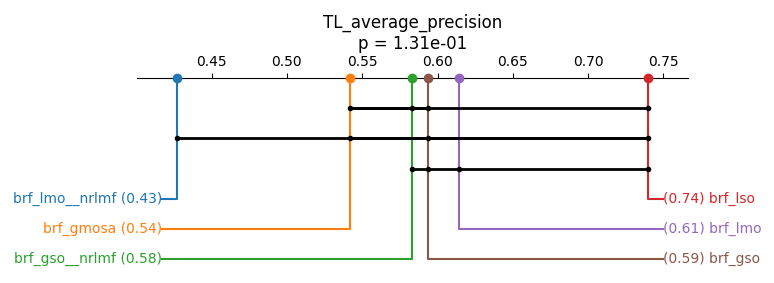 TL_average_precision
p = 1.31e-01
0.45 0.50 0.55 0.60 0.65 0.70 0.75
brf_lmo__nrlmf (0.43) (0.74) brf_lso
brf_gmosa (0.54) (0.61) brf_lmo
brf_gso__nrlmf (0.58) (0.59) brf_gso